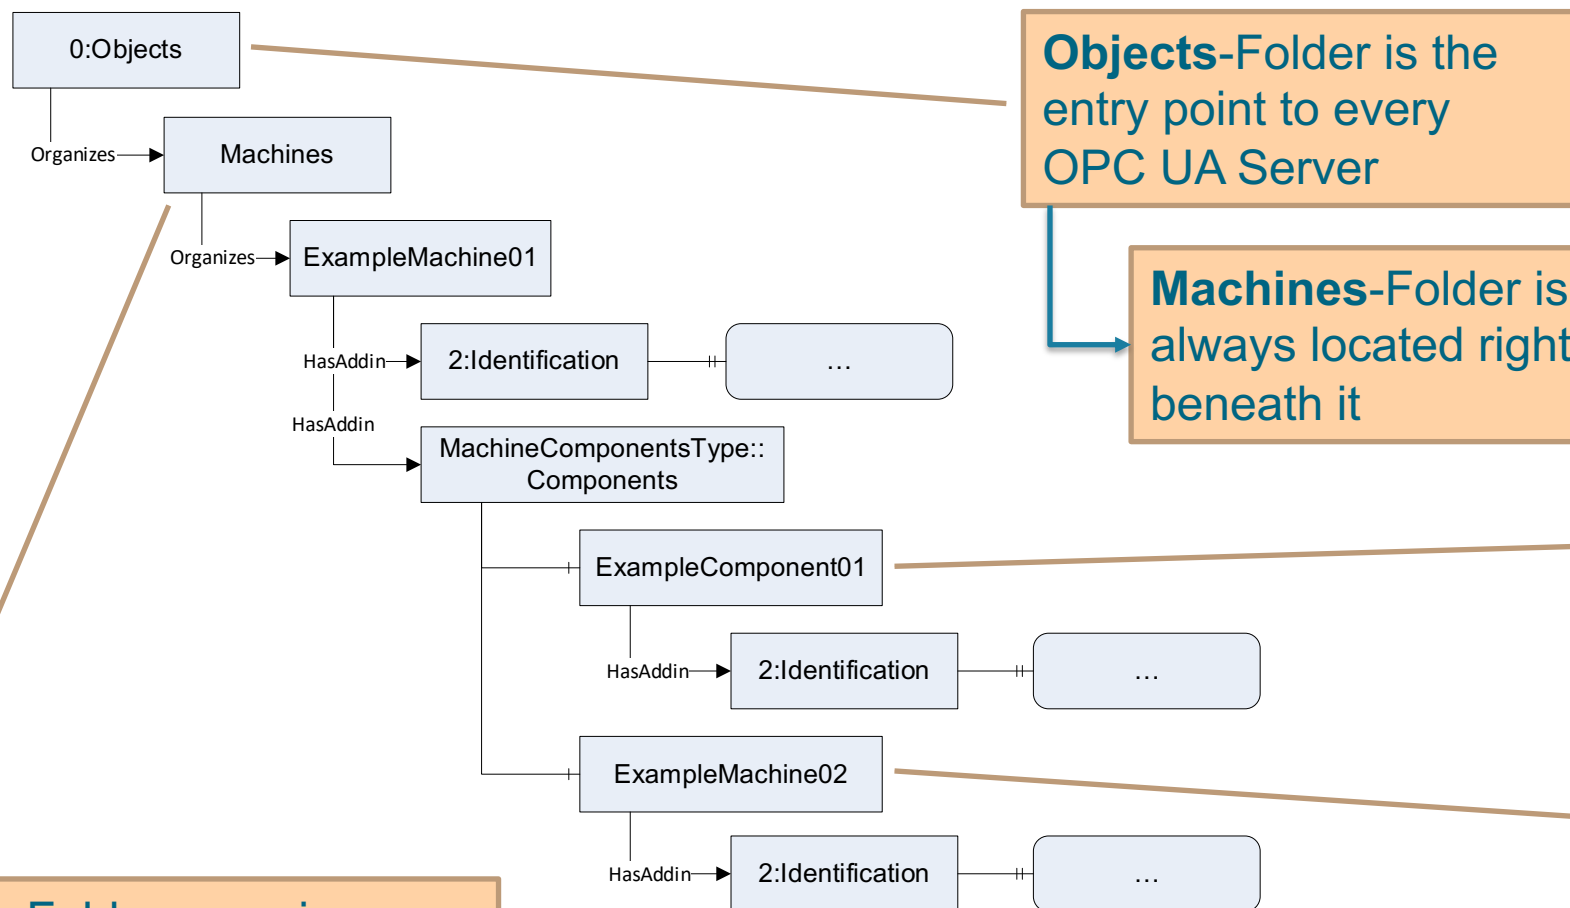 0:Objects
Objects-Folder is the
entry point to every
OPC UA Server
Organizes
Machines
Organizes
ExampleMachine01
Machines-Folder is
always located right
beneath it
HasAddin
2:Identification
...
HasAddin
MachineComponentsType::
Components
ExampleComponent01
HasAddin
2:Identification
...
ExampleMachine02
HasAddin
2:Identification
...